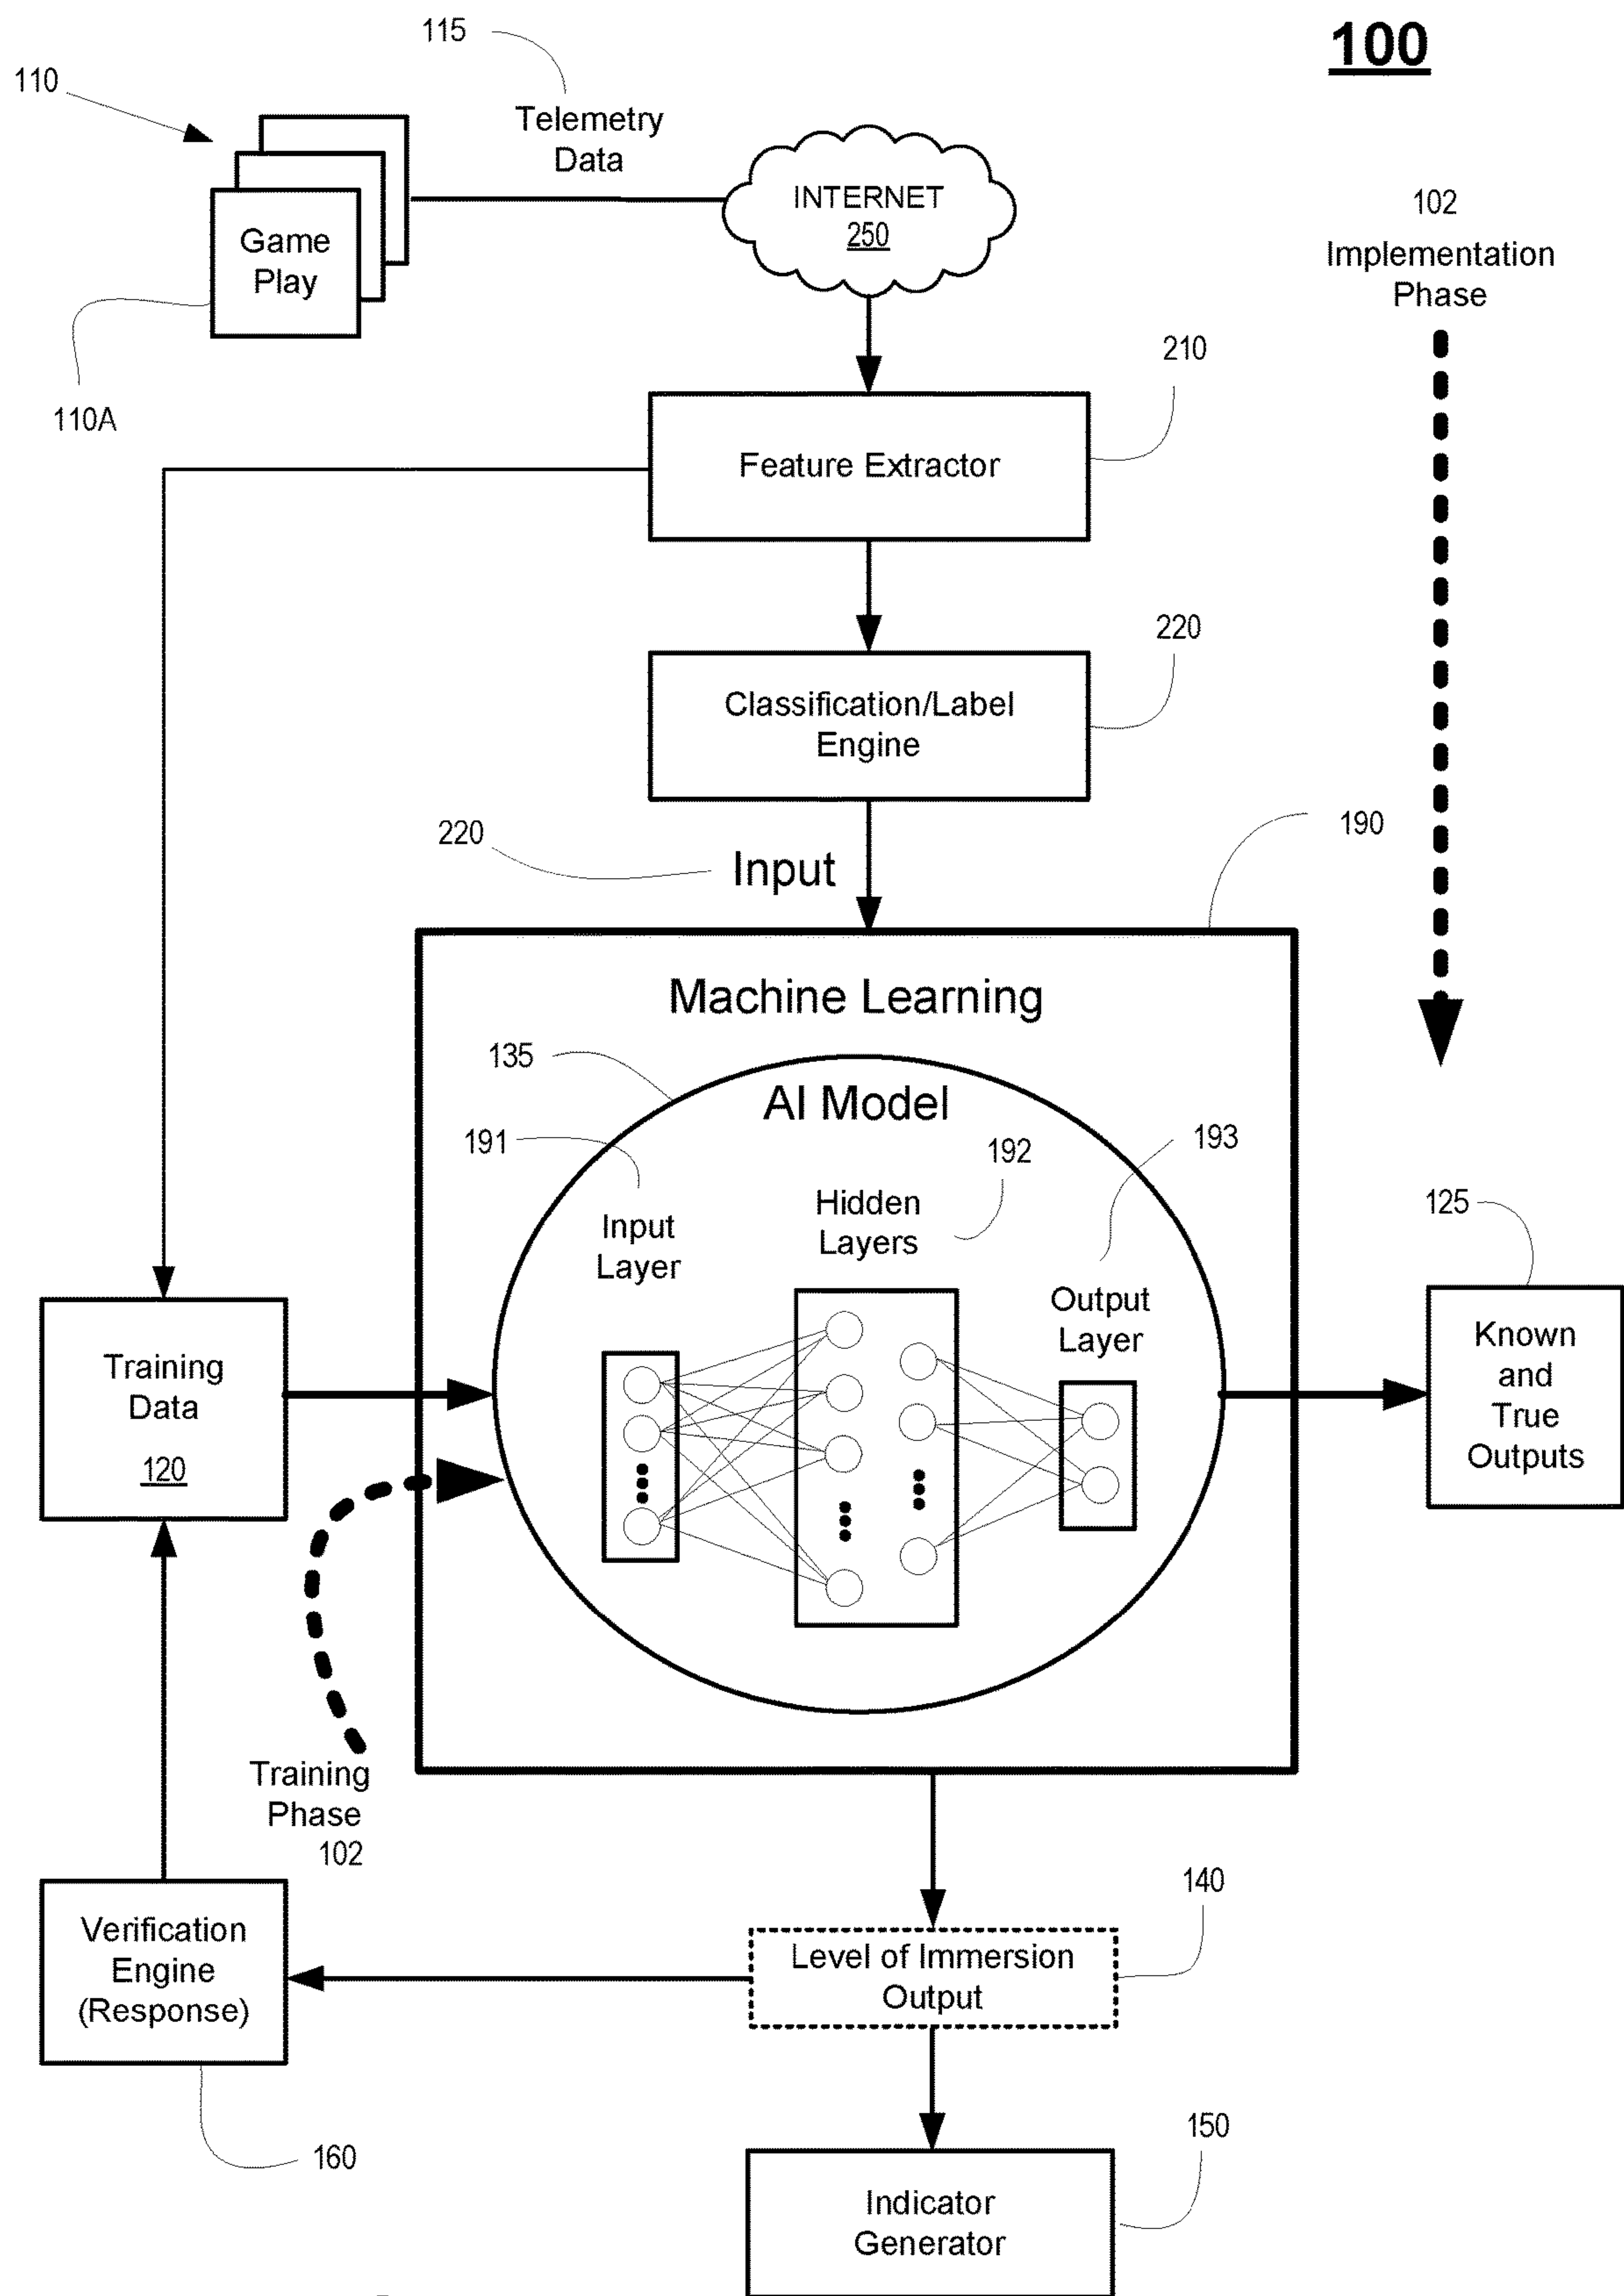 100
115
110
Telemetry
Data
INTERNET
250
Game
Play
110A
102
Implementation
Phase
210
Feature Extractor
220
Classification/Label
Engine
220
Input
190
Machine Learning
135
AI Model
191
192
193
Input
Layer
Hidden
Layers
Output
Layer
125
Known
and
True
Outputs
Training
Data
120
Training
Phase
102
140
Level of Immersion
Output
Verification
Engine
(Response)
160
150
Indicator
Generator